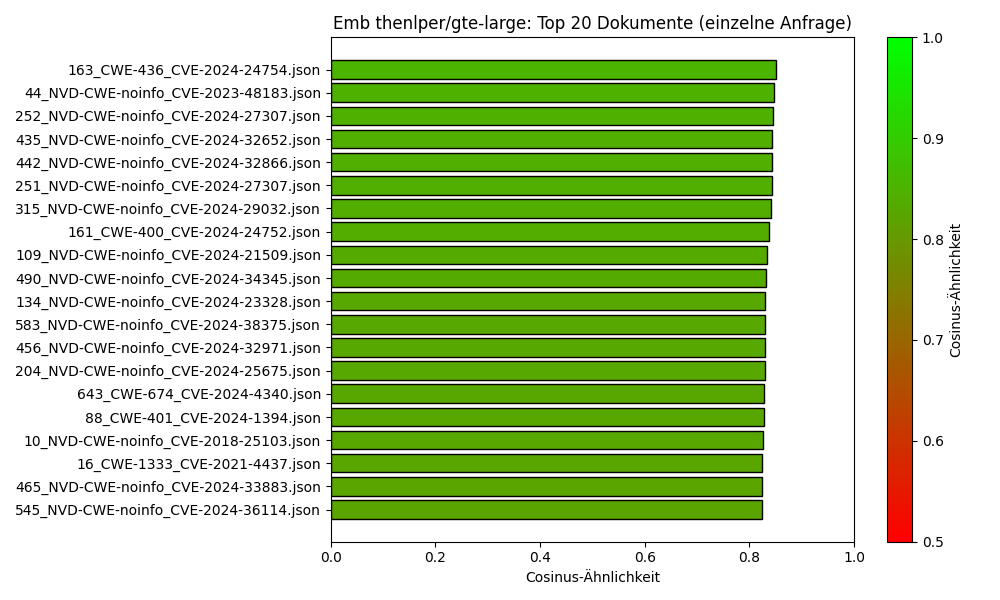 Emb thenlper/gte-large: Top 20 Dokumente (einzelne Anfrage)
163_CWE-436_CVE-2024-24754.json
44_NVD-CWE-noinfo_CVE-2023-48183.json
252_NVD-CWE-noinfo_CVE-2024-27307.json
435_NVD-CWE-noinfo_CVE-2024-32652.json
442_NVD-CWE-noinfo_CVE-2024-32866.json
251_NVD-CWE-noinfo_CVE-2024-27307.json
315_NVD-CWE-noinfo_CVE-2024-29032.json
161_CWE-400_CVE-2024-24752.json
109_NVD-CWE-noinfo_CVE-2024-21509.json
490_NVD-CWE-noinfo_CVE-2024-34345.json
134_NVD-CWE-noinfo_CVE-2024-23328.json
583_NVD-CWE-noinfo_CVE-2024-38375.json
456_NVD-CWE-noinfo_CVE-2024-32971.json
204_NVD-CWE-noinfo_CVE-2024-25675.json
643_CWE-674_CVE-2024-4340.json
88_CWE-401_CVE-2024-1394.json
10_NVD-CWE-noinfo_CVE-2018-25103.json
16_CWE-1333_CVE-2021-4437.json
465_NVD-CWE-noinfo_CVE-2024-33883.json
545_NVD-CWE-noinfo_CVE-2024-36114.json
0.0 0.2 0.4 0.6 0.8 1.0
Cosinus-Ähnlichkeit
1.0
0.9
0.8
0.7
0.6
0.5
Cosinus-Ähnlichkeit